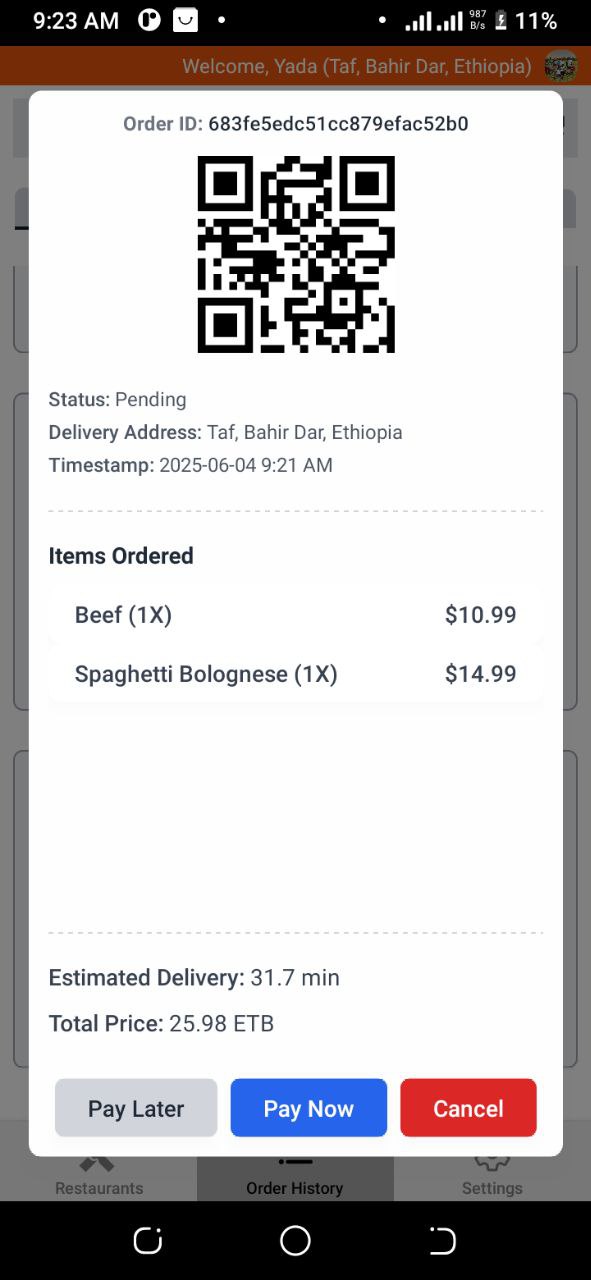 9:23 AM 987 B/s 11%
Welcome, Yada (Taf, Bahir Dar, Ethiopia)
Order ID: 683fe5edc51cc879efac52b0
Status: Pending
Delivery Address: Taf, Bahir Dar, Ethiopia
Timestamp: 2025-06-04 9:21 AM
Items Ordered
Beef (1X) $10.99
Spaghetti Bolognese (1X) $14.99
Estimated Delivery: 31.7 min
Total Price: 25.98 ETB
Pay Later Pay Now Cancel
Restaurants Order History Settings